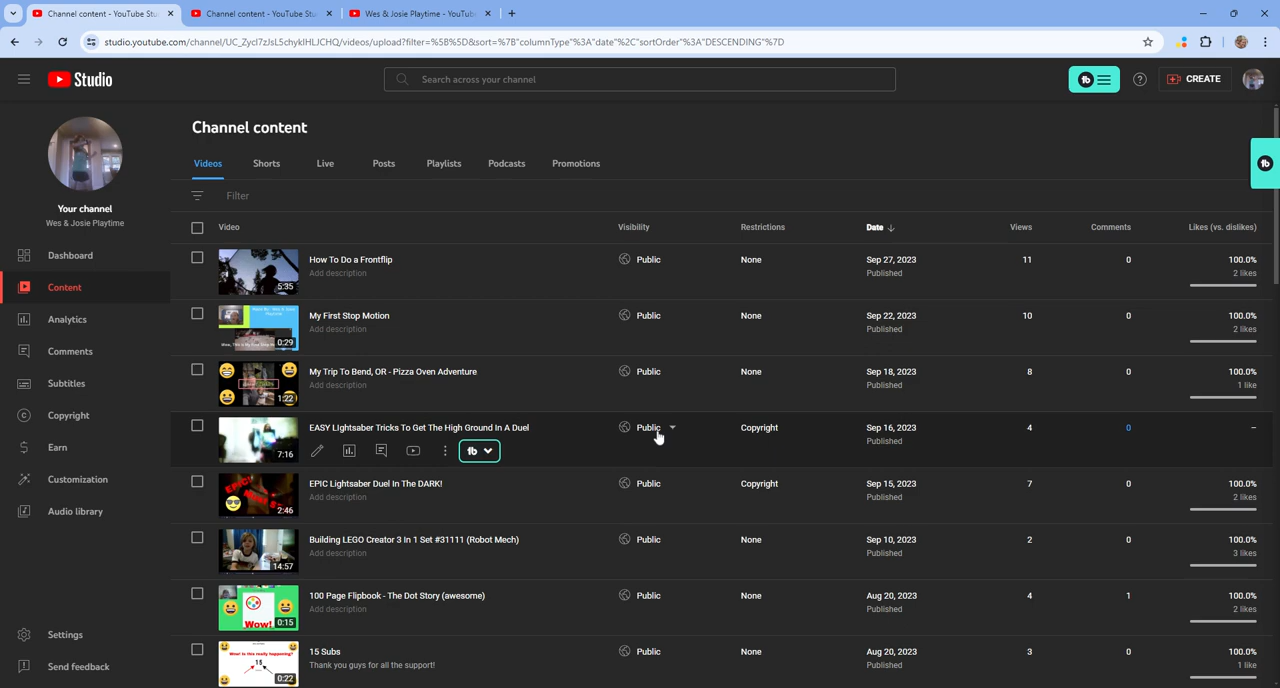 Channel content - YouTube Stu
Channel content - YouTube Stu
Wes & Josie Playtime - YouTub
studio.youtube.com/channel/UC_ZycI7zJsL5chykIHLJCHQ/videos/upload?filter=%5B%5D&sort=%7B"columnType"%3A"date"%2C"sortOrder"%3A"DESCENDING"%7D
Studio
Search across your channel
CREATE
Your channel
Wes & Josie Playtime
Dashboard
Content
Analytics
Comments
Subtitles
Copyright
Earn
Customization
Audio library
Settings
Send feedback
Channel content
Videos Shorts Live Posts Playlists Podcasts Promotions
Filter
Video Visibility Restrictions Date Views Comments Likes (vs. dislikes)
5:35 How To Do a Frontflip Public None Sep 27, 2023 11 0 100.0%
Add description Published 2 likes
0:29 My First Stop Motion Public None Sep 22, 2023 10 0 100.0%
Add description Published 2 likes
1:22 My Trip To Bend, OR - Pizza Oven Adventure Public None Sep 18, 2023 8 0 100.0%
Add description Published 1 like
7:16 EASY LIghtsaber Tricks To Get The High Ground In A Duel Public Copyright Sep 16, 2023 4 0 –
tb Published
2:46 EPIC Lightsaber Duel In The DARK! Public Copyright Sep 15, 2023 7 0 100.0%
Add description Published 2 likes
14:57 Building LEGO Creator 3 In 1 Set #31111 (Robot Mech) Public None Sep 10, 2023 2 0 100.0%
Add description Published 3 likes
Wow! 0:15 100 Page Flipbook - The Dot Story (awesome) Public None Aug 20, 2023 4 1 100.0%
Add description Published 2 likes
Wow! Is this really happening? 15 0:22 15 Subs Public None Aug 20, 2023 3 0 100.0%
Thank you guys for all the support! Published 1 like